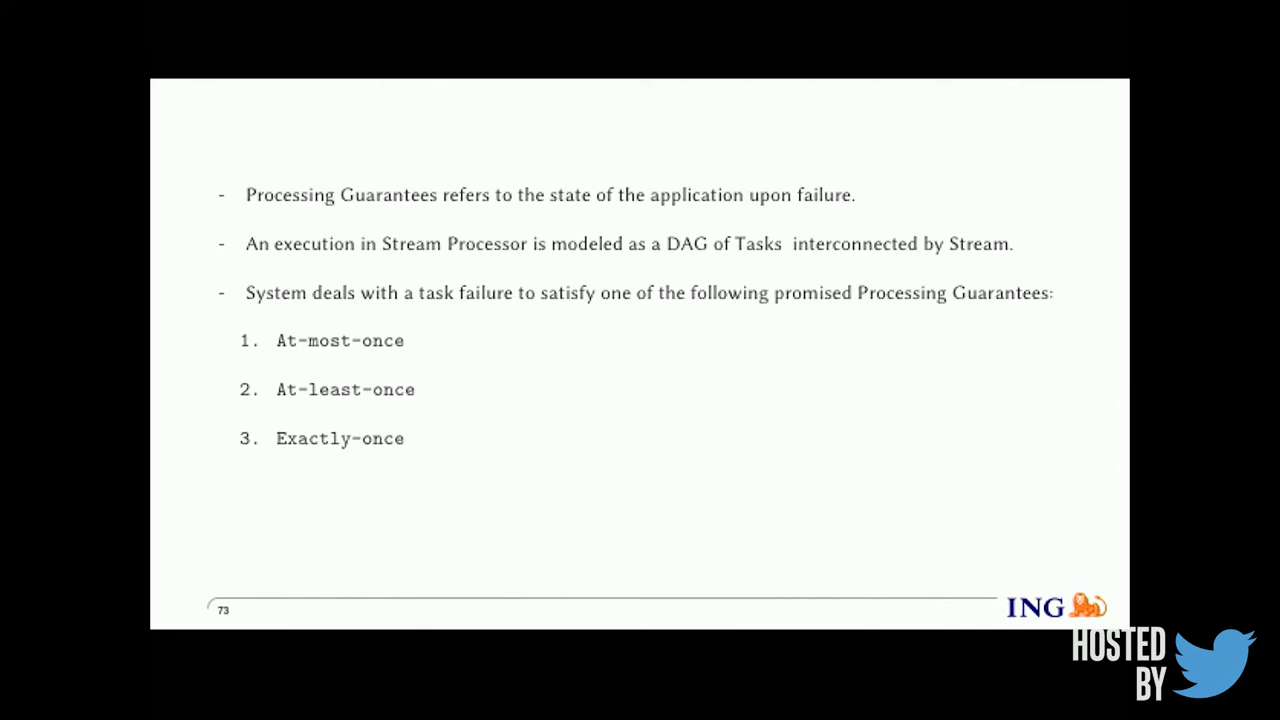 - Processing Guarantees refers to the state of the application upon failure.
- An execution in Stream Processor is modeled as a DAG of Tasks interconnected by Stream.
- System deals with a task failure to satisfy one of the following promised Processing Guarantees:
1. At-most-once
2. At-least-once
3. Exactly-once
73
ING
HOSTED
BY